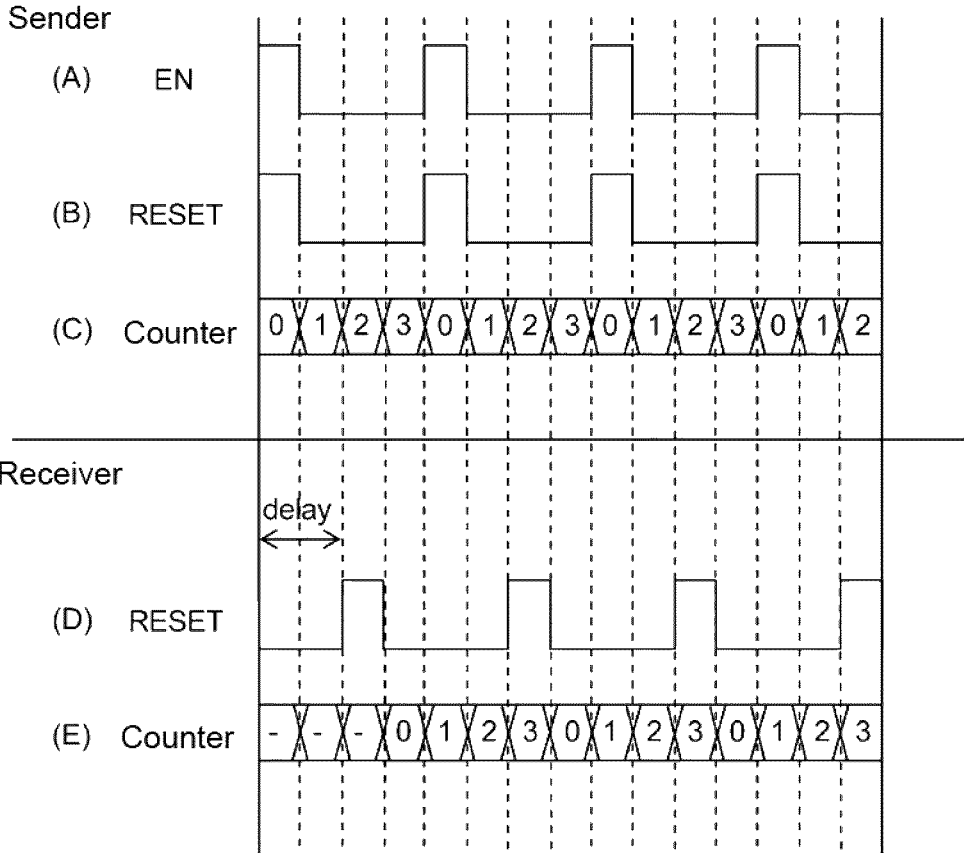 Sender
(A) EN
(B) RESET
(C) Counter 0 1 2 3 0 1 2 3 0 1 2 3 0 1 2
Receiver
delay
(D) RESET
(E) Counter - - - 0 1 2 3 0 1 2 3 0 1 2 3